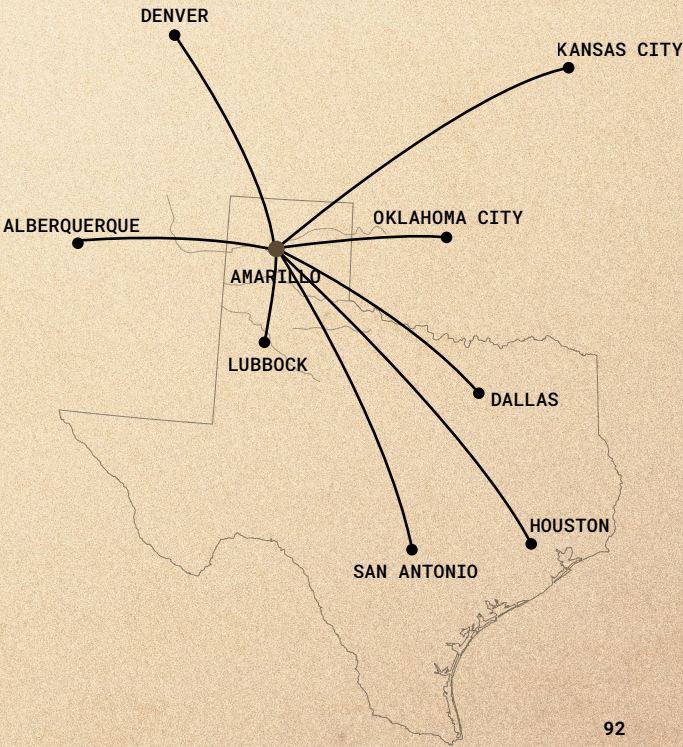 DENVER
KANSAS CITY
OKLAHOMA CITY
ALBERQUERQUE
AMARILLO
LUBBOCK
DALLAS
HOUSTON
SAN ANTONIO
92